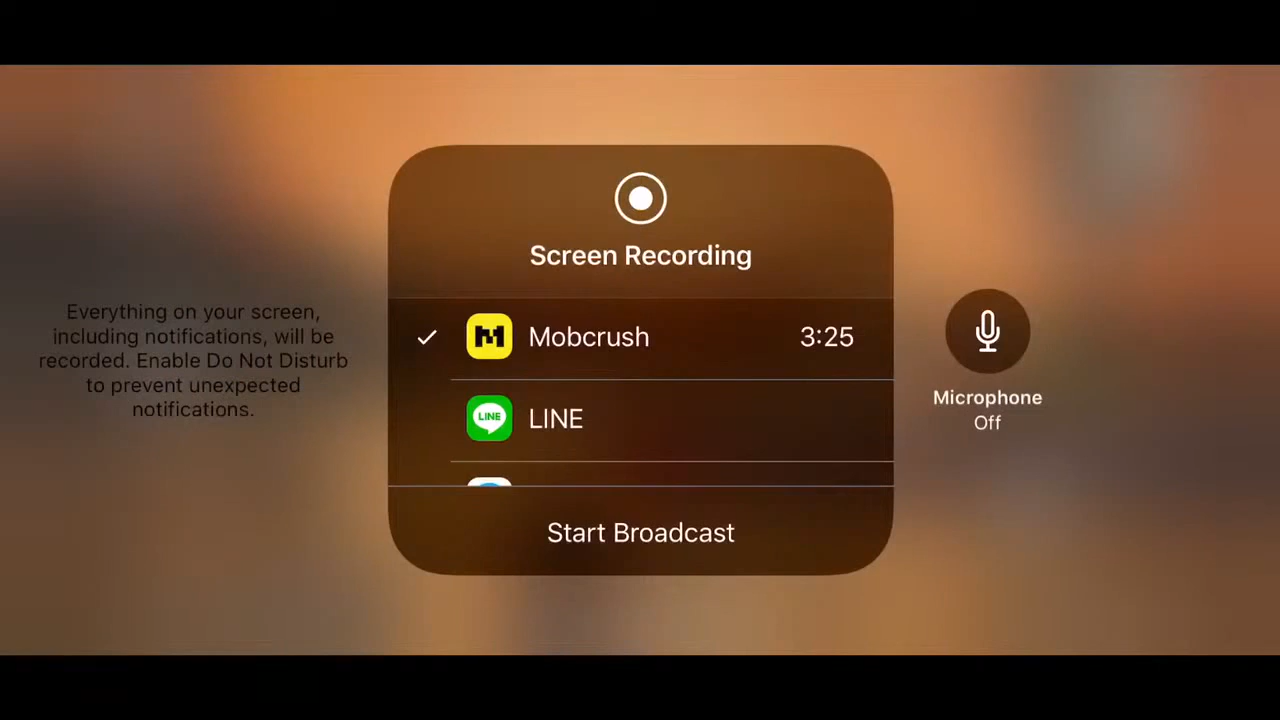 Screen Recording
Everything on your screen,
including notifications, will be
recorded. Enable Do Not Disturb
to prevent unexpected
notifications.
M Mobcrush 3:25
LINE LINE
Start Broadcast
Microphone
Off